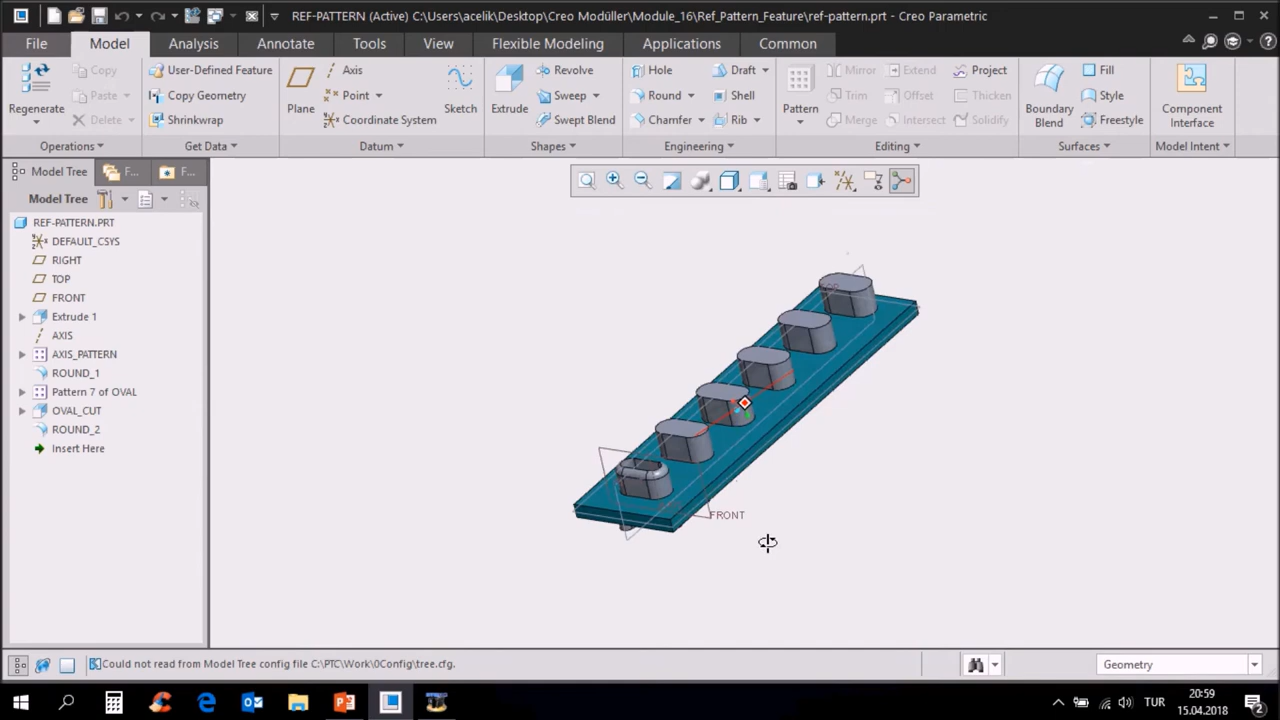 REF-PATTERN (Active) C:\Users\acelik\Desktop\Creo Modüller\Module_16\Ref_Pattern_Feature\ref-pattern.prt - Creo Parametric
File Model Analysis Annotate Tools View Flexible Modeling Applications Common
Regenerate
Copy
Paste
Delete
Operations
User-Defined Feature
Copy Geometry
Shrinkwrap
Get Data
Plane
Axis
Point
Coordinate System
Sketch
Datum
Extrude
Revolve
Sweep
Swept Blend
Shapes
Hole
Round
Chamfer
Draft
Shell
Rib
Engineering
Pattern
Mirror
Trim
Merge
Extend
Offset
Intersect
Project
Thicken
Solidify
Editing
Boundary Blend
Fill
Style
Freestyle
Surfaces
Component Interface
Model Intent
Model Tree
F...
F...
Model Tree
REF-PATTERN.PRT
DEFAULT_CSYS
RIGHT
TOP
FRONT
Extrude 1
AXIS
AXIS_PATTERN
ROUND_1
Pattern 7 of OVAL
OVAL_CUT
ROUND_2
Insert Here
FRONT
Could not read from Model Tree config file C:\PTC\Work\0Config\tree.cfg.
Geometry
TUR
20:59
15.04.2018
2